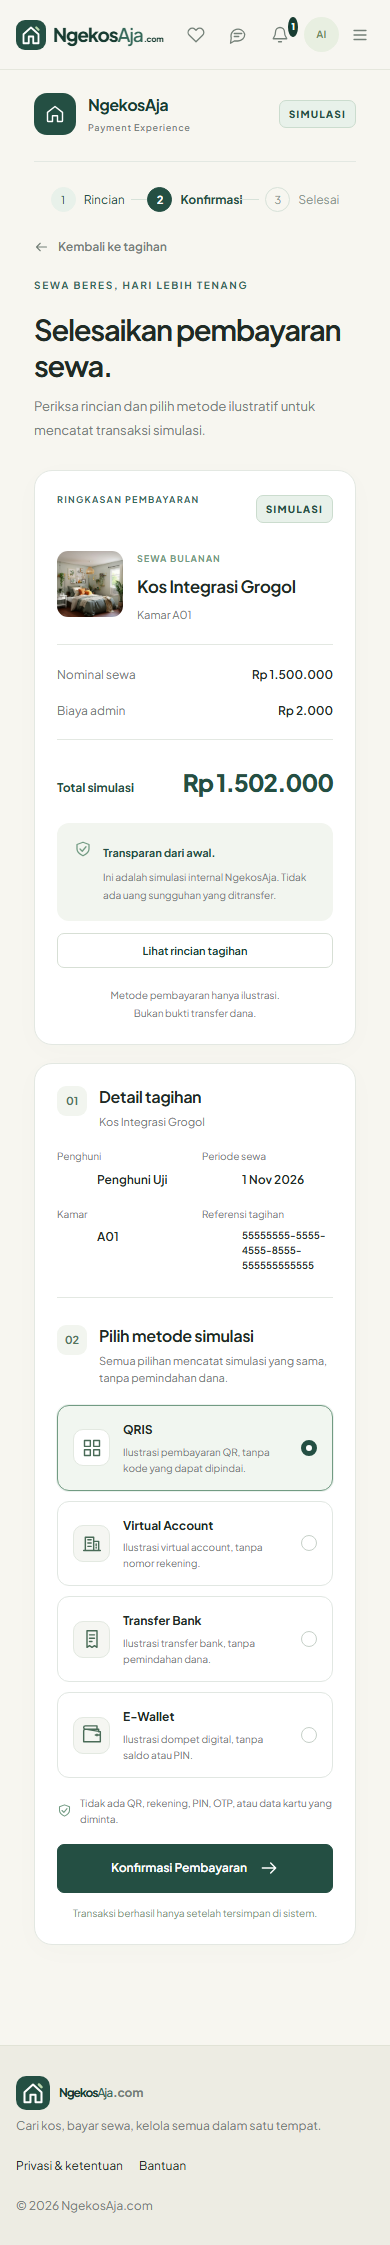 NgekosAja.com
1
AI
NgekosAja
Payment Experience
SIMULASI
1 Rincian 2 Konfirmasi 3 Selesai
Kembali ke tagihan
SEWA BERES, HARI LEBIH TENANG
Selesaikan pembayaran
sewa.
Periksa rincian dan pilih metode ilustratif untuk
mencatat transaksi simulasi.
RINGKASAN PEMBAYARAN
SIMULASI
SEWA BULANAN
Kos Integrasi Grogol
Kamar A01
Nominal sewa Rp 1.500.000
Biaya admin Rp 2.000
Total simulasi Rp 1.502.000
Transparan dari awal.
Ini adalah simulasi internal NgekosAja. Tidak
ada uang sungguhan yang ditransfer.
Lihat rincian tagihan
Metode pembayaran hanya ilustrasi.
Bukan bukti transfer dana.
01 Detail tagihan
Kos Integrasi Grogol
Penghuni Periode sewa
Penghuni Uji 1 Nov 2026
Kamar Referensi tagihan
A01 55555555-5555-
4555-8555-
555555555555
02 Pilih metode simulasi
Semua pilihan mencatat simulasi yang sama,
tanpa pemindahan dana.
QRIS
Ilustrasi pembayaran QR, tanpa
kode yang dapat dipindai.
Virtual Account
Ilustrasi virtual account, tanpa
nomor rekening.
Transfer Bank
Ilustrasi transfer bank, tanpa
pemindahan dana.
E-Wallet
Ilustrasi dompet digital, tanpa
saldo atau PIN.
Tidak ada QR, rekening, PIN, OTP, atau data kartu yang
diminta.
Konfirmasi Pembayaran
Transaksi berhasil hanya setelah tersimpan di sistem.
NgekosAja.com
Cari kos, bayar sewa, kelola semua dalam satu tempat.
Privasi & ketentuan Bantuan
© 2026 NgekosAja.com